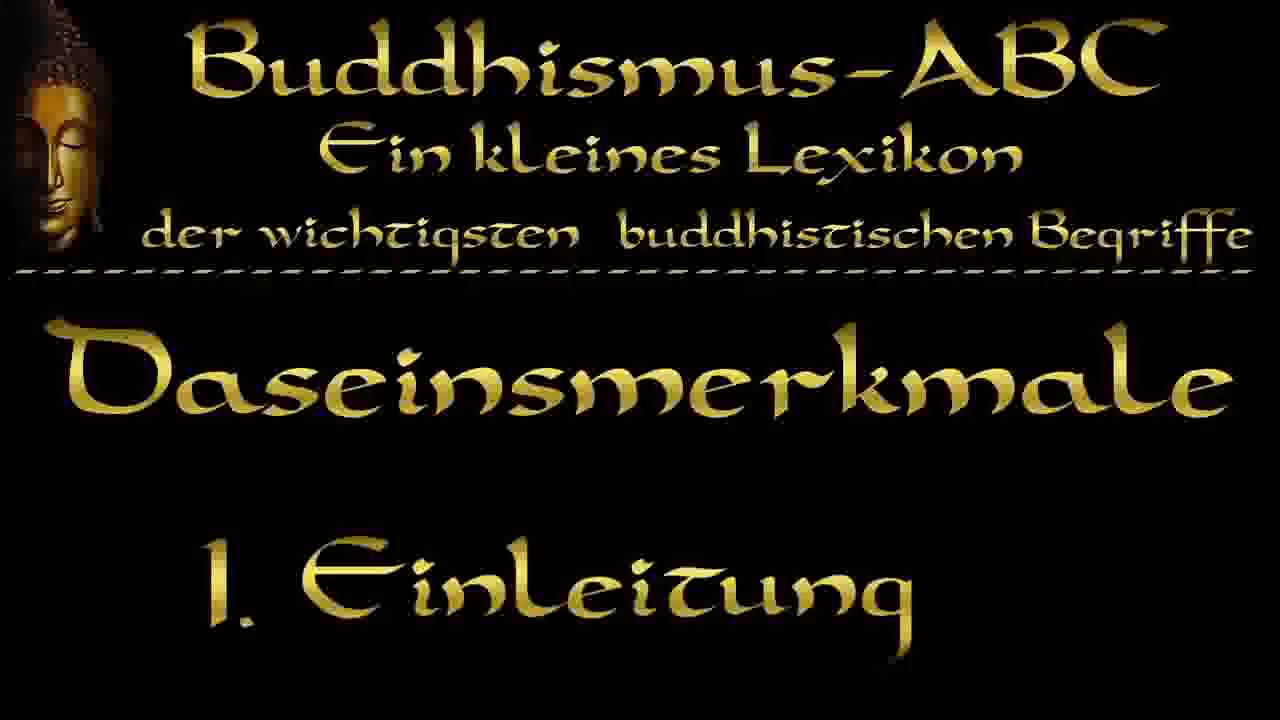 Buddhismus-ABC
Ein kleines Lexikon
der wichtigsten buddhistischen Begriffe
Daseinsmerkmale
1. Einleitung